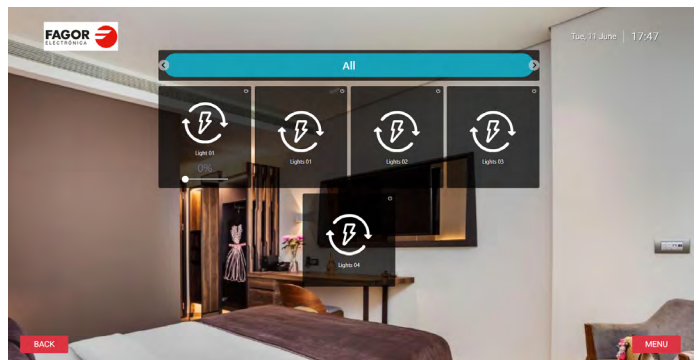 FAGOR
ELECTRÓNICA
Tue, 11 June | 17:47
All
Light 01
0%
Lights 01
Lights 02
Lights 03
Lights 04
BACK
MENU